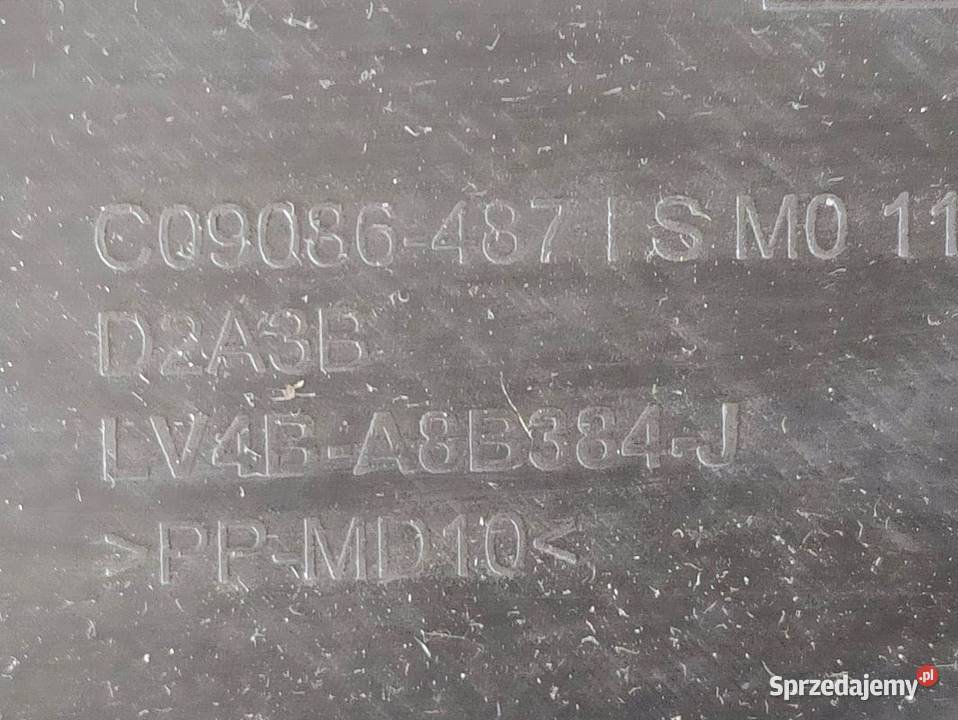 C09086-487 I S M0 11
D2A3B
LV4B-A8B384-J
>PP-MD10<
Sprzedajemy.pl